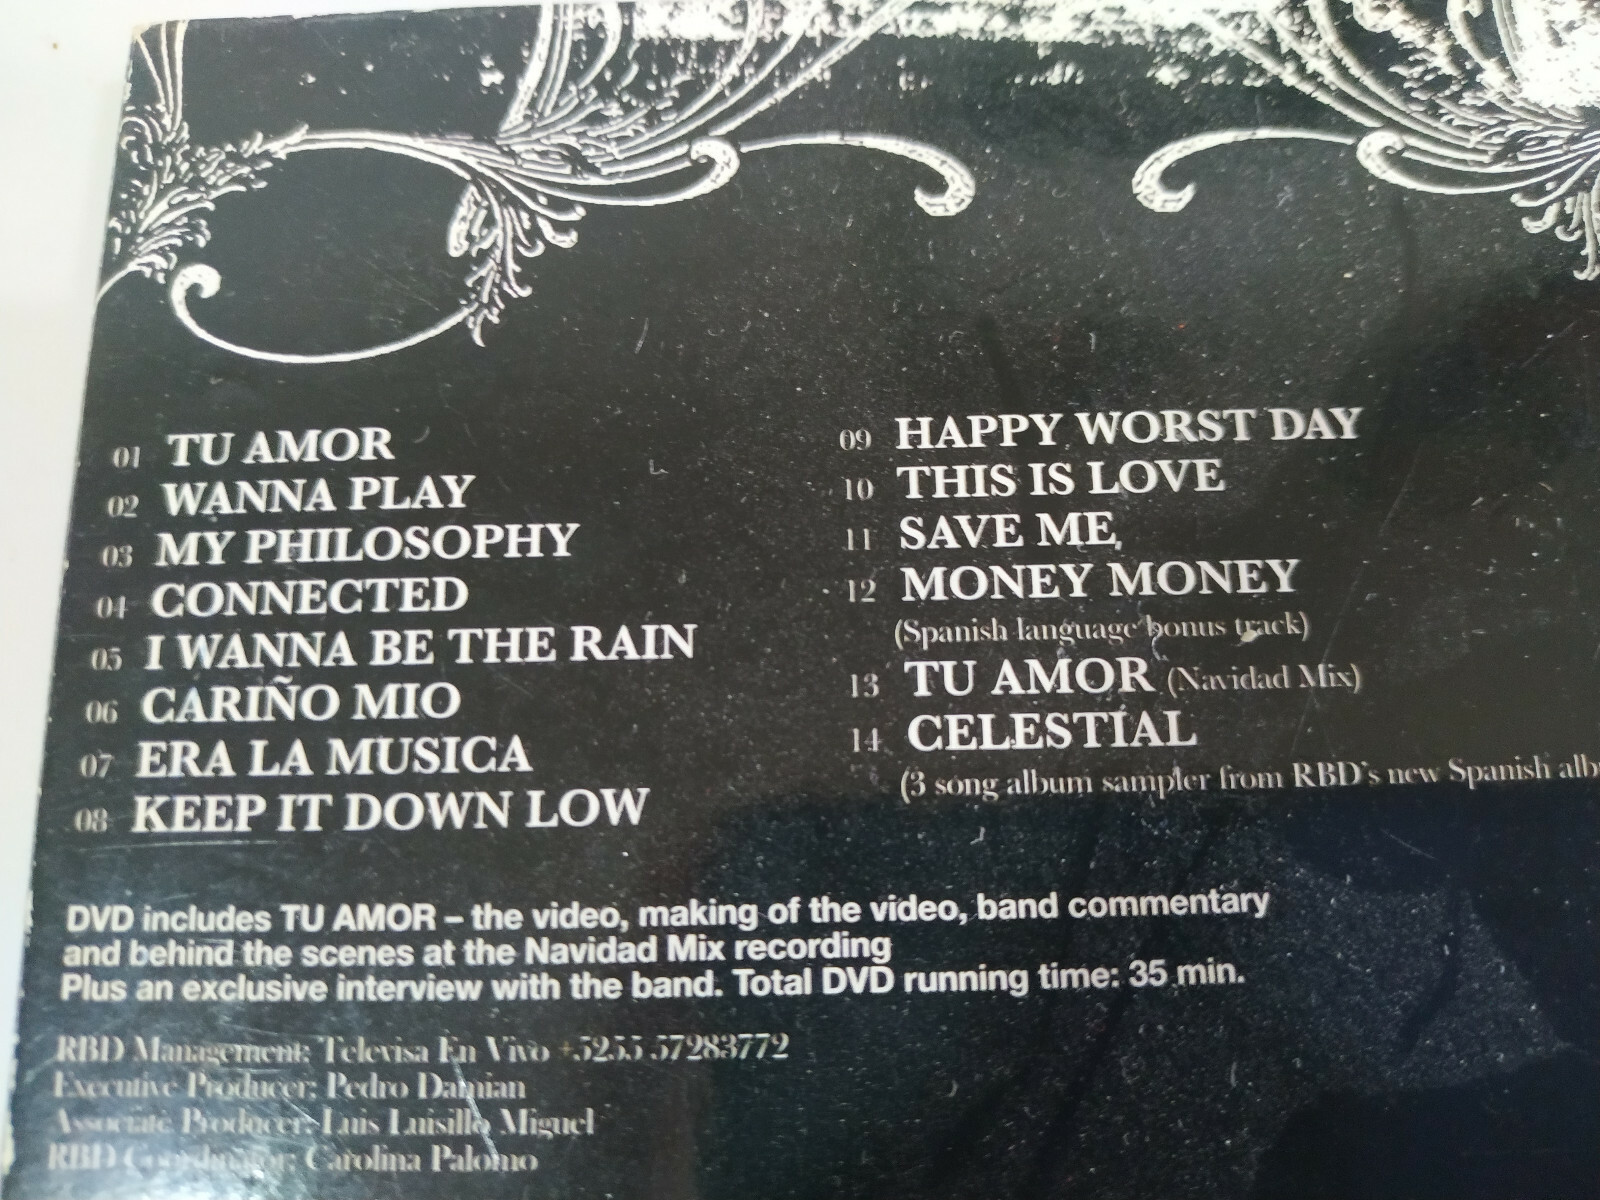 01 TU AMOR
02 WANNA PLAY
03 MY PHILOSOPHY
04 CONNECTED
05 I WANNA BE THE RAIN
06 CARIÑO MIO
07 ERA LA MUSICA
08 KEEP IT DOWN LOW
09 HAPPY WORST DAY
10 THIS IS LOVE
11 SAVE ME
12 MONEY MONEY
(Spanish language bonus track)
13 TU AMOR (Navidad Mix)
14 CELESTIAL
(3 song album sampler from RBD's new Spanish
DVD includes TU AMOR – the video, making of the video, band commentary
and behind the scenes at the Navidad Mix recording
Plus an exclusive interview with the band. Total DVD running time: 35 min.
RBD Management: Televisa En Vivo +5255 57283772
Executive Producer: Pedro Damian
Associate Producer: Luis Luisillo Miguel
RBD Coordinator: Carolina Palomo